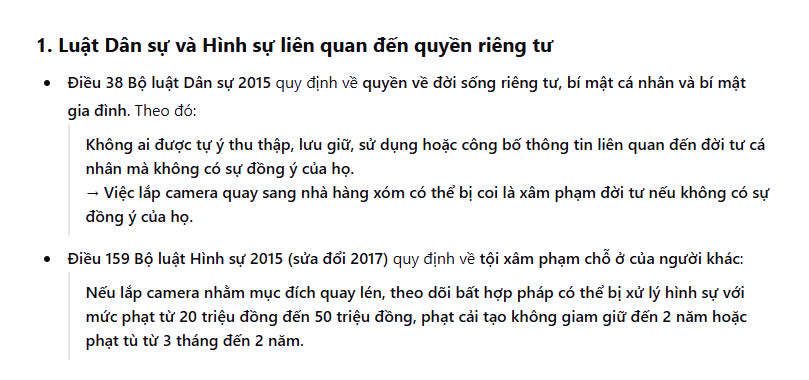 1. Luật Dân sự và Hình sự liên quan đến quyền riêng tư
• Điều 38 Bộ luật Dân sự 2015 quy định về quyền về đời sống riêng tư, bí mật cá nhân và bí mật
gia đình. Theo đó:
Không ai được tự ý thu thập, lưu giữ, sử dụng hoặc công bố thông tin liên quan đến đời tư cá
nhân mà không có sự đồng ý của họ.
→ Việc lắp camera quay sang nhà hàng xóm có thể bị coi là xâm phạm đời tư nếu không có sự
đồng ý của họ.
• Điều 159 Bộ luật Hình sự 2015 (sửa đổi 2017) quy định về tội xâm phạm chỗ ở của người khác:
Nếu lắp camera nhằm mục đích quay lén, theo dõi bất hợp pháp có thể bị xử lý hình sự với
mức phạt từ 20 triệu đồng đến 50 triệu đồng, phạt cải tạo không giam giữ đến 2 năm hoặc
phạt tù từ 3 tháng đến 2 năm.